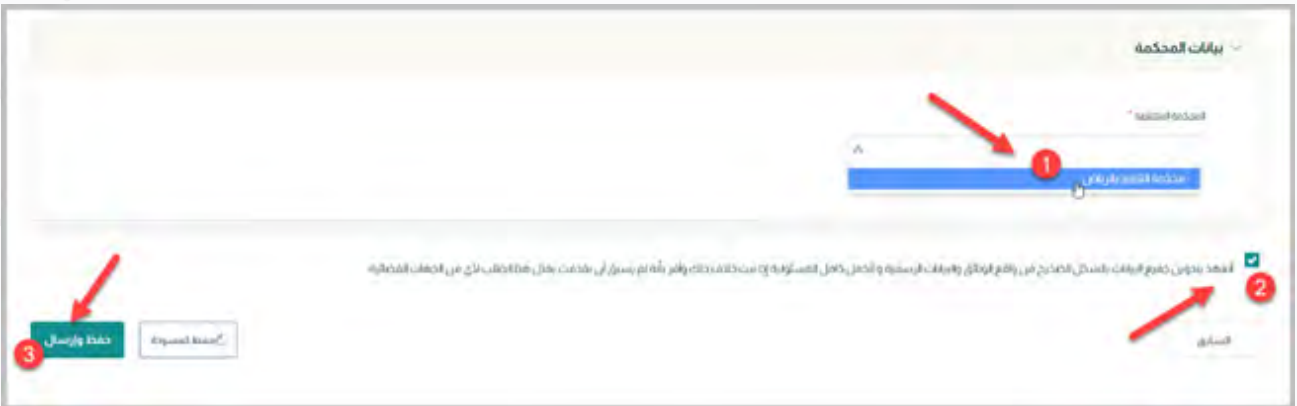 بيانات المحكمة
المحكمة المختصة *
1
محكمة التنفيذ بالرياض
أتعهد بتدوين جميع البيانات بالشكل الصحيح من واقع الوثائق والبيانات الرسمية و أتحمل كامل المسئولية إذا ثبت خلاف ذلك وأقر بأنه لم يسبق أن تقدمت بمثل هذا الطلب لأي من الجهات القضائية
2
السابق
حفظ كمسودة
حفظ وإرسال
3